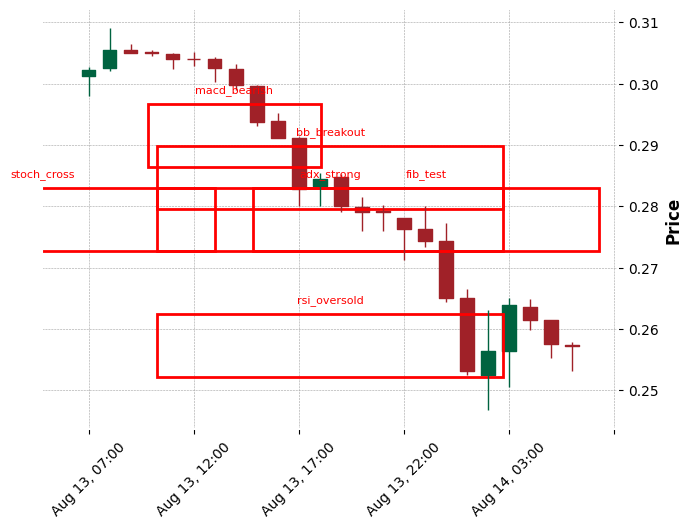 0.31
0.30
macd_bearish
0.29
bb_breakout
stoch_cross
adx_strong
fib_test
0.28
0.27
rsi_oversold
0.26
0.25
Price
Aug 13, 07:00
Aug 13, 12:00
Aug 13, 17:00
Aug 13, 22:00
Aug 14, 03:00